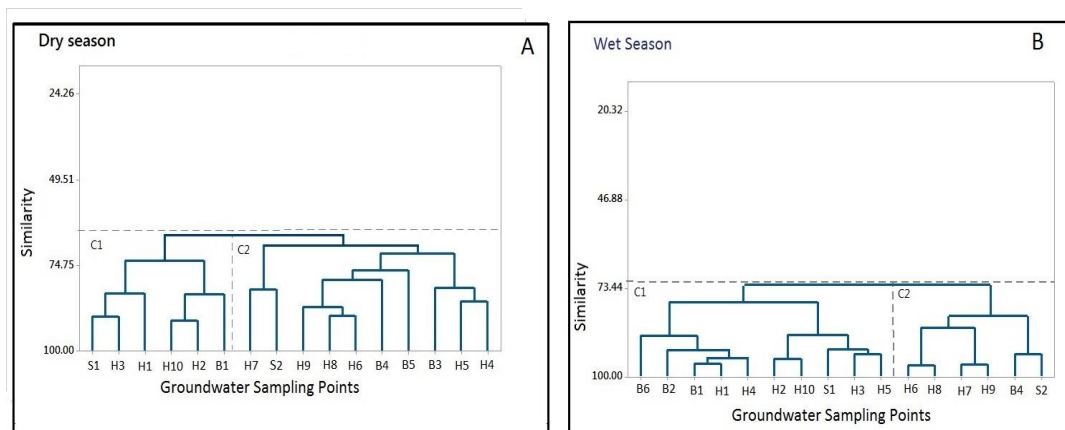 Dry season
A
24.26
49.51
74.75
100.00
Similarity
C1
C2
S1 H3 H1 H10 H2 B1 H7 S2 H9 H8 H6 B4 B5 B3 H5 H4
Groundwater Sampling Points
Wet Season
B
20.32
46.88
73.44
100.00
Similarity
C1
C2
B6 B2 B1 H1 H4 H2 H10 S1 H3 H5 H6 H8 H7 H9 B4 S2
Groundwater Sampling Points